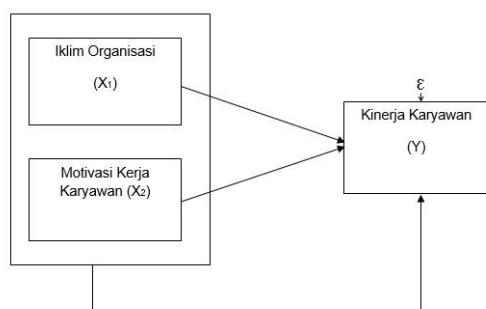 Iklim Organisasi
(X₁)
Motivasi Kerja
Karyawan (X₂)
ε
Kinerja Karyawan
(Y)